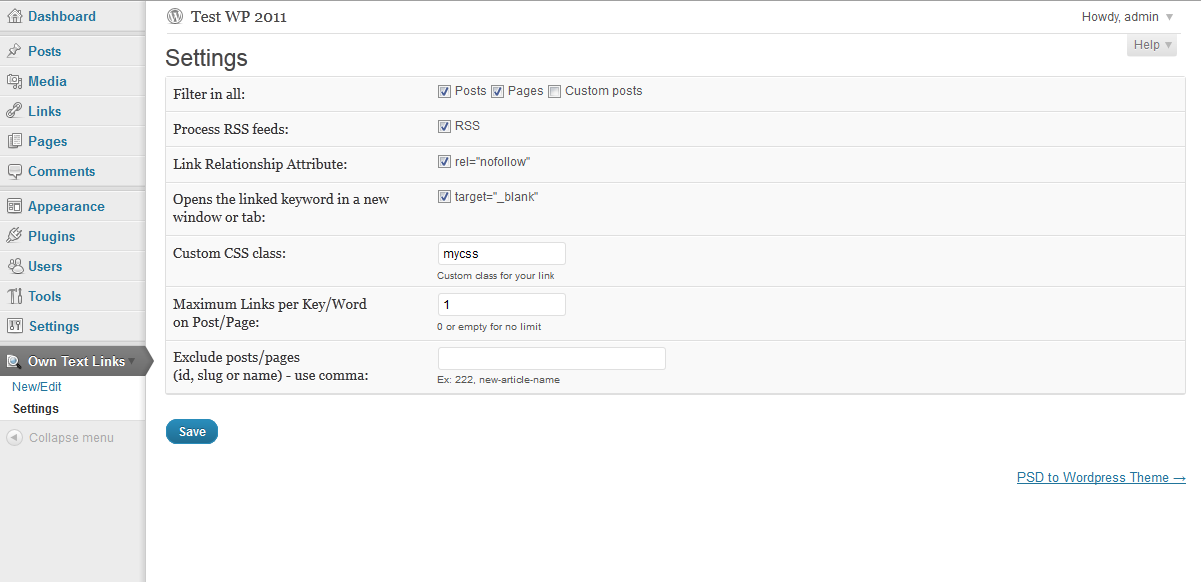 Dashboard
Posts
Media
Links
Pages
Comments
Appearance
Plugins
Users
Tools
Settings
Own Text Links
New/Edit
Settings
Collapse menu
Test WP 2011
Howdy, admin
Help
Settings
Filter in all:
Posts Pages Custom posts
Process RSS feeds:
RSS
Link Relationship Attribute:
rel="nofollow"
Opens the linked keyword in a new
window or tab:
target="_blank"
Custom CSS class:
mycss
Custom class for your link
Maximum Links per Key/Word
on Post/Page:
1
0 or empty for no limit
Exclude posts/pages
(id, slug or name) - use comma:
Ex: 222, new-article-name
Save
PSD to Wordpress Theme →